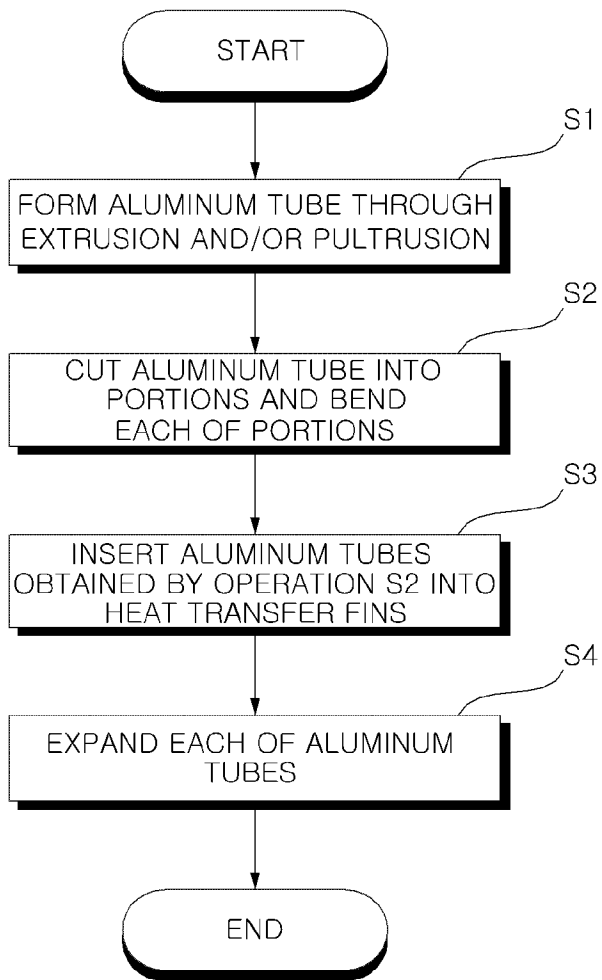 START
S1
FORM ALUMINUM TUBE THROUGH
EXTRUSION AND/OR PULTRUSION
S2
CUT ALUMINUM TUBE INTO
PORTIONS AND BEND
EACH OF PORTIONS
S3
INSERT ALUMINUM TUBES
OBTAINED BY OPERATION S2 INTO
HEAT TRANSFER FINS
S4
EXPAND EACH OF ALUMINUM
TUBES
END